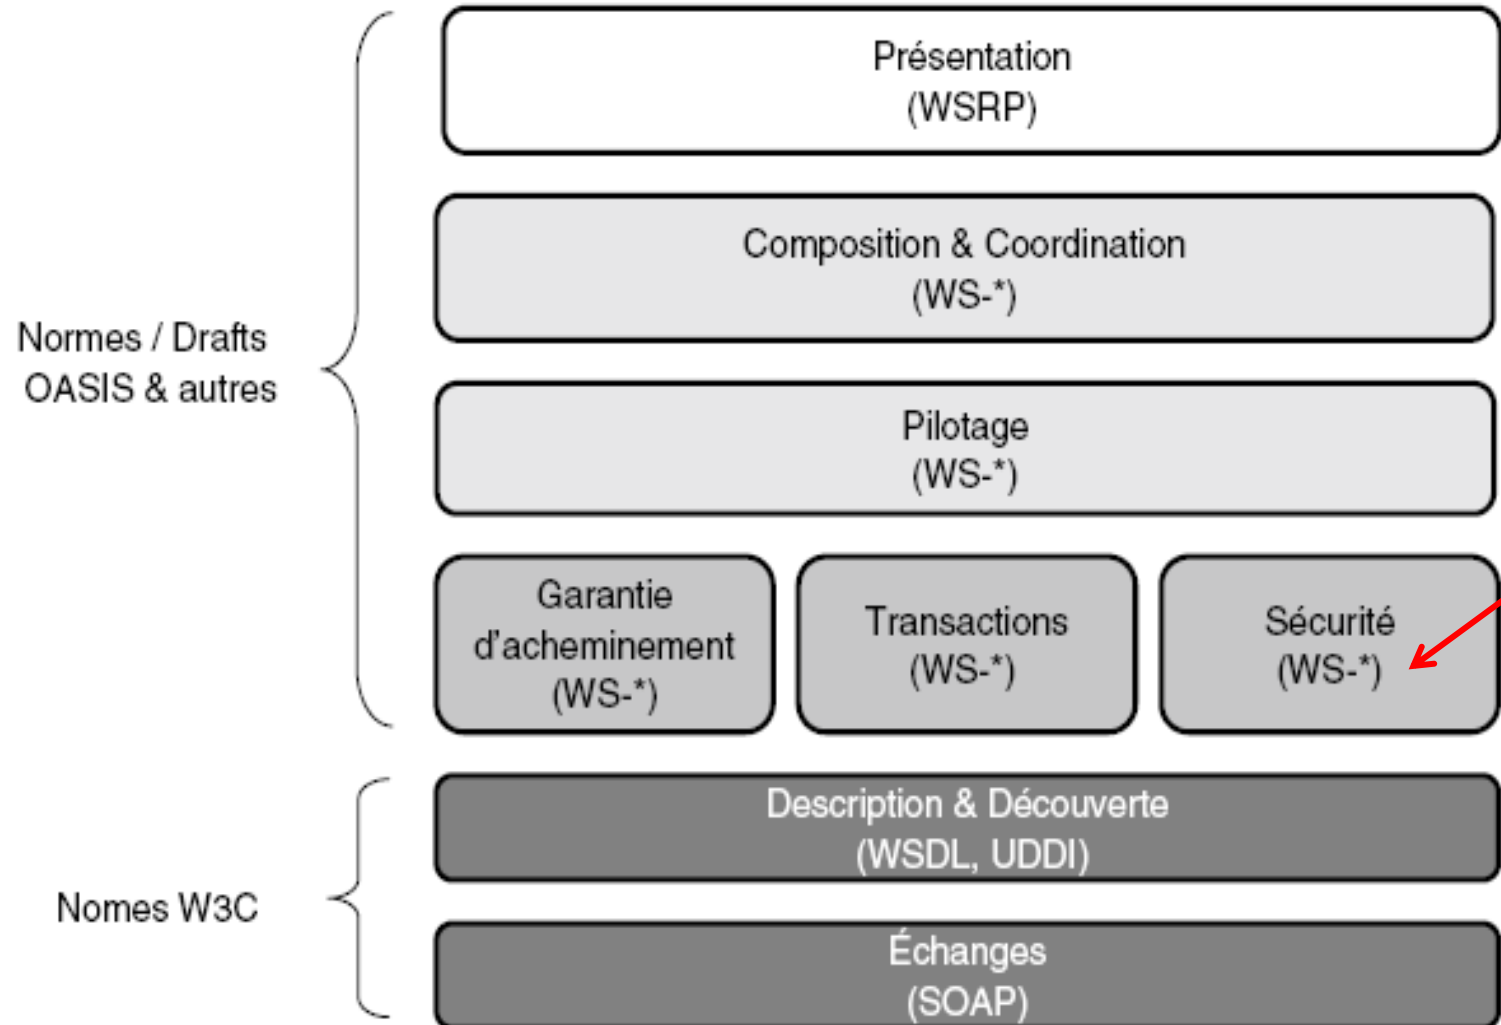 Présentation
(WSRP)
Composition & Coordination
(WS-*)
Normes / Drafts
OASIS & autres
Pilotage
(WS-*)
Garantie
d'acheminement
(WS-*)
Transactions
(WS-*)
Sécurité
(WS-*)
Description & Découverte
(WSDL, UDDI)
Nomes W3C
Échanges
(SOAP)